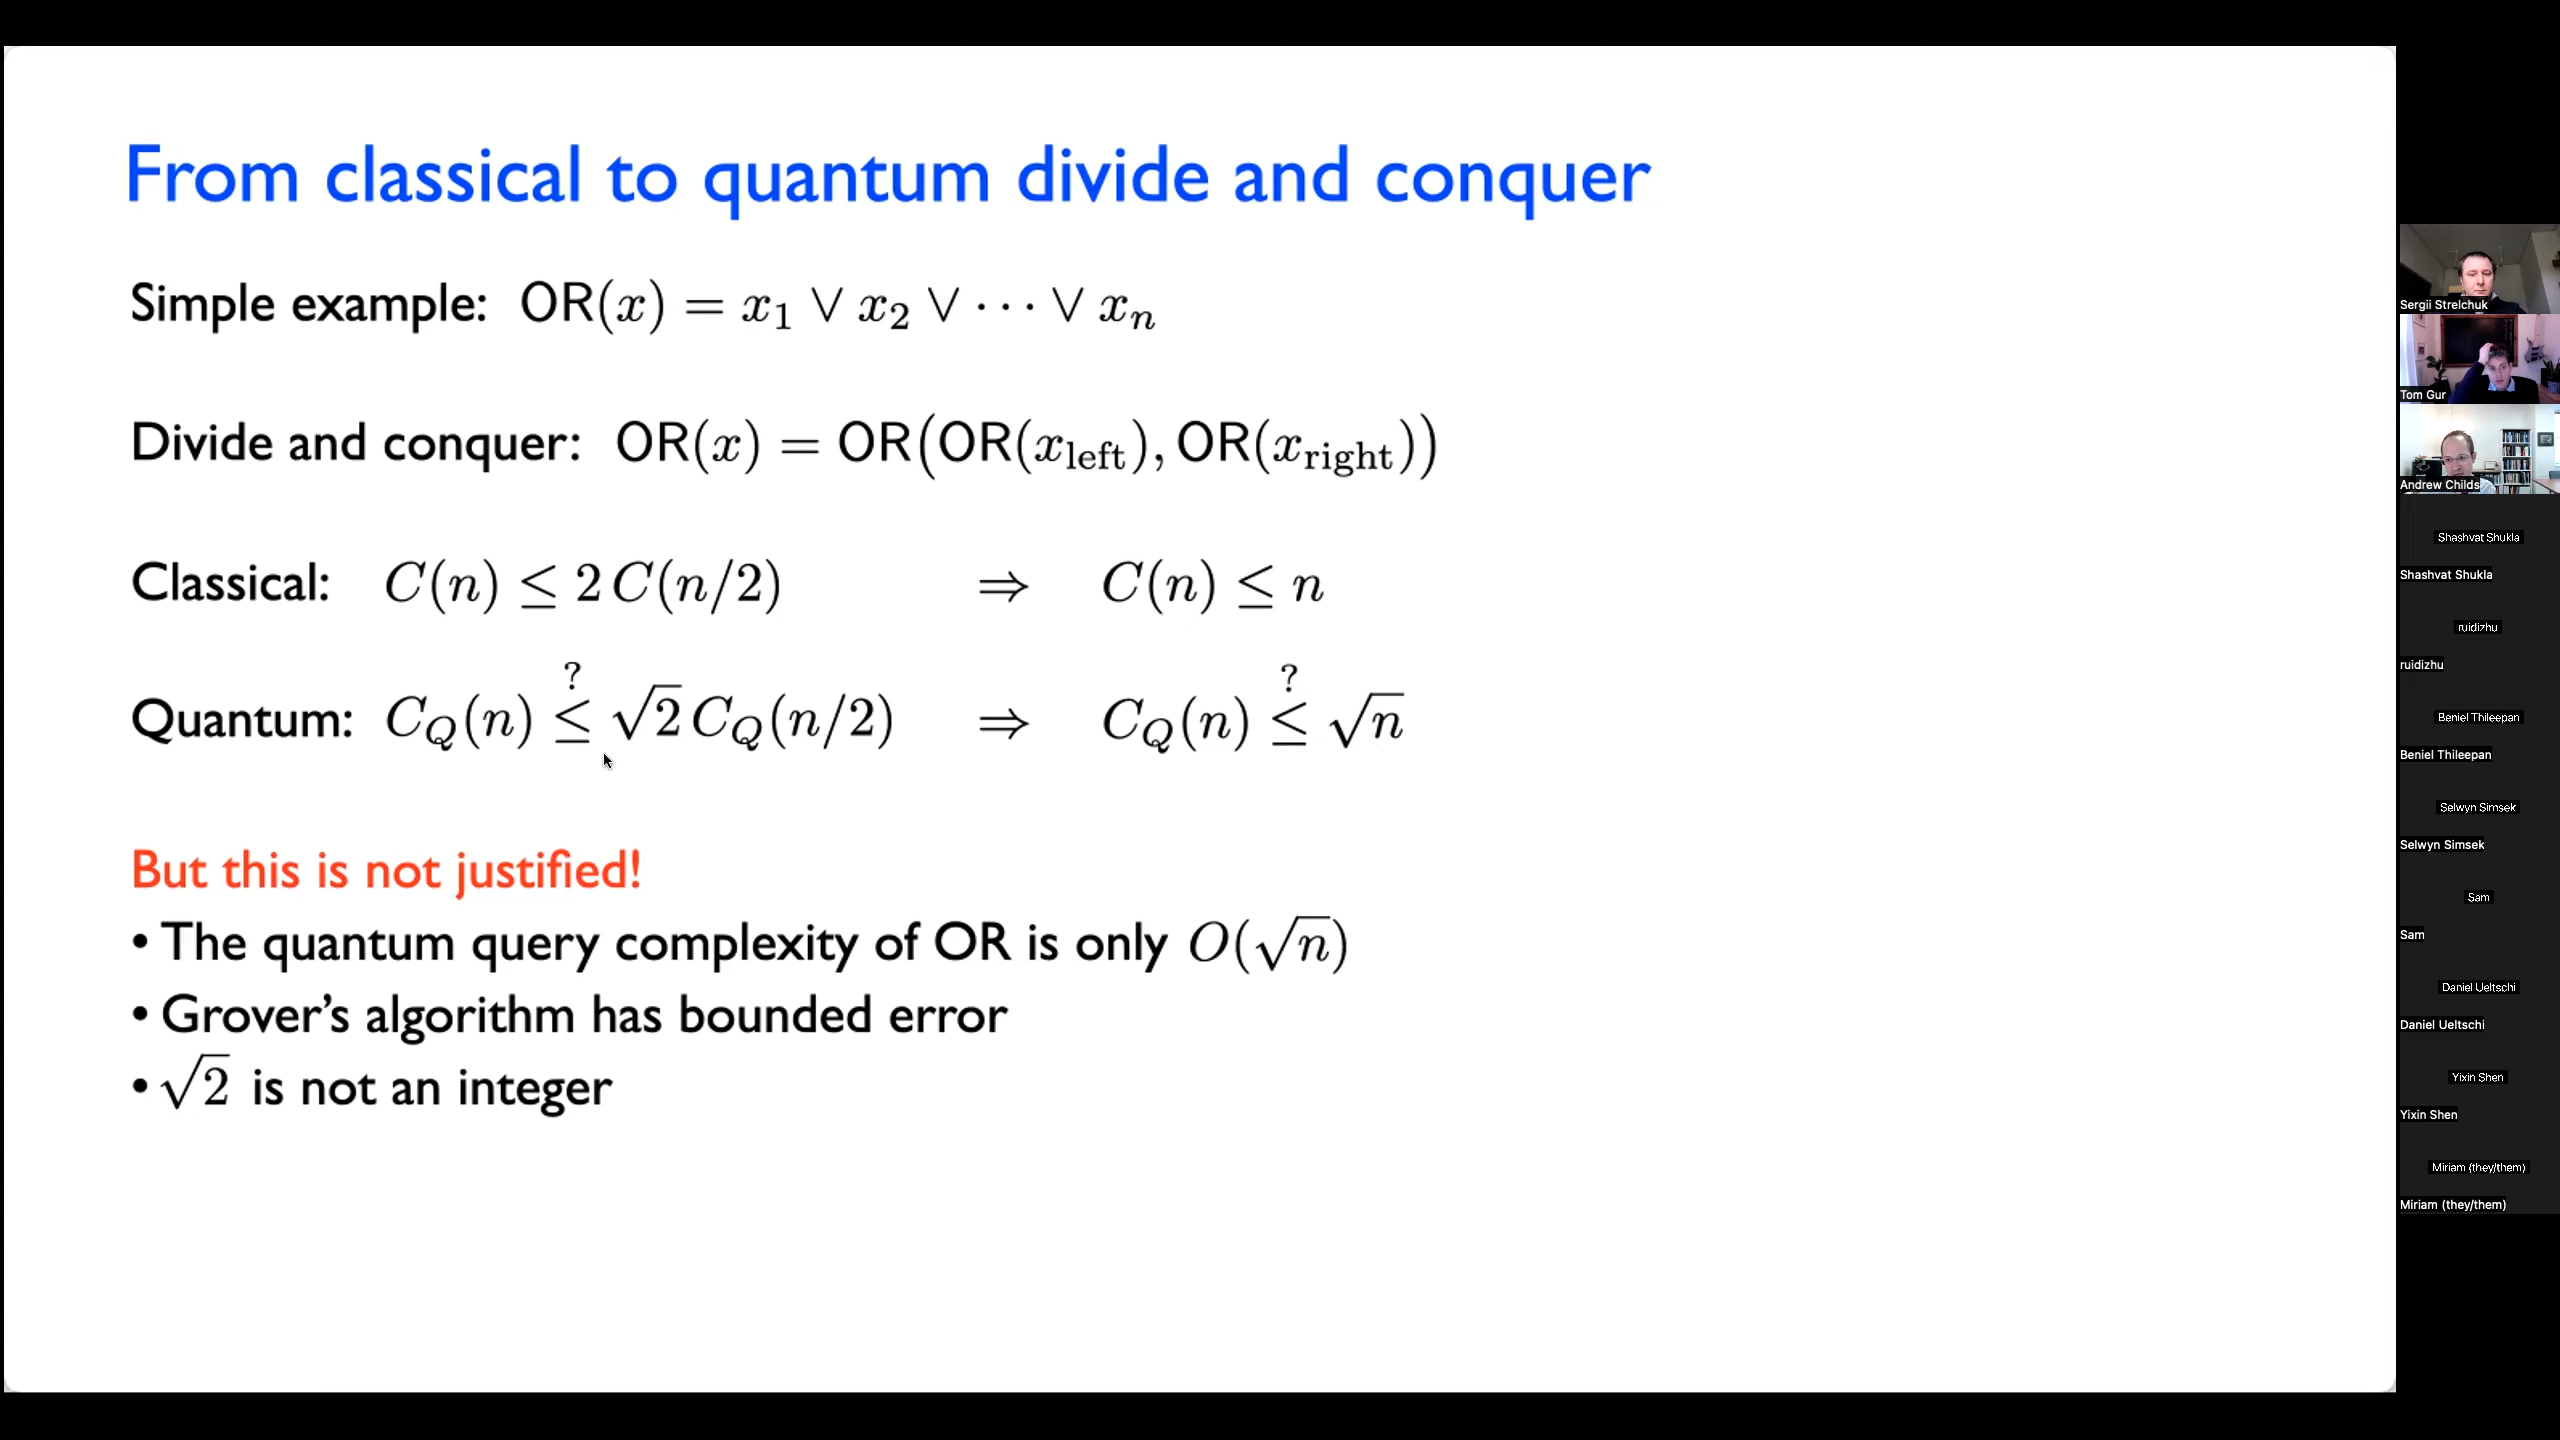 From classical to quantum divide and conquer
Simple example: OR(x) = x₁ ∨ x₂ ∨ ··· ∨ xₙ
Divide and conquer: OR(x) = OR(OR(x_left), OR(x_right))
Classical: C(n) ≤ 2 C(n/2) ⇒ C(n) ≤ n
Quantum: C_Q(n) ≤? √2 C_Q(n/2) ⇒ C_Q(n) ≤? √n
But this is not justified!
• The quantum query complexity of OR is only O(√n)
• Grover’s algorithm has bounded error
• √2 is not an integer
Sergii Strelchuk
Tom Gur
Andrew Childs
Shashvat Shukla
Shashvat Shukla
ruidizhu
ruidizhu
Beniel Thileepan
Beniel Thileepan
Selwyn Simsek
Selwyn Simsek
Sam
Sam
Daniel Ueltschi
Daniel Ueltschi
Yixin Shen
Yixin Shen
Miriam (they/them)
Miriam (they/them)